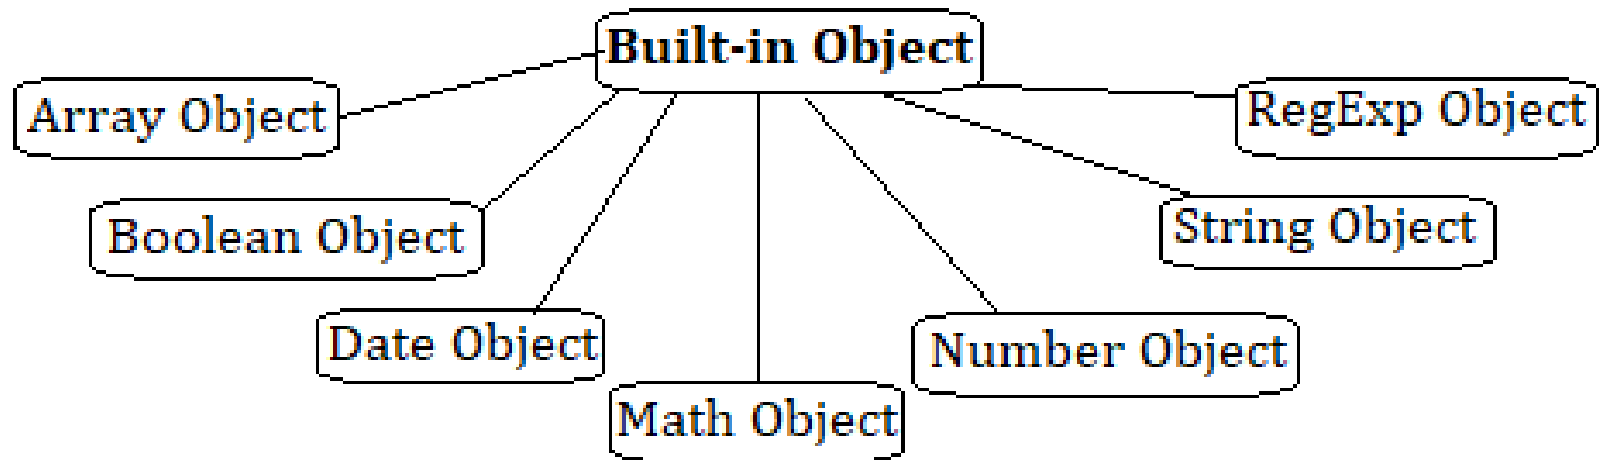 Built-in Object
Array Object
RegExp Object
Boolean Object
String Object
Date Object
Number Object
Math Object